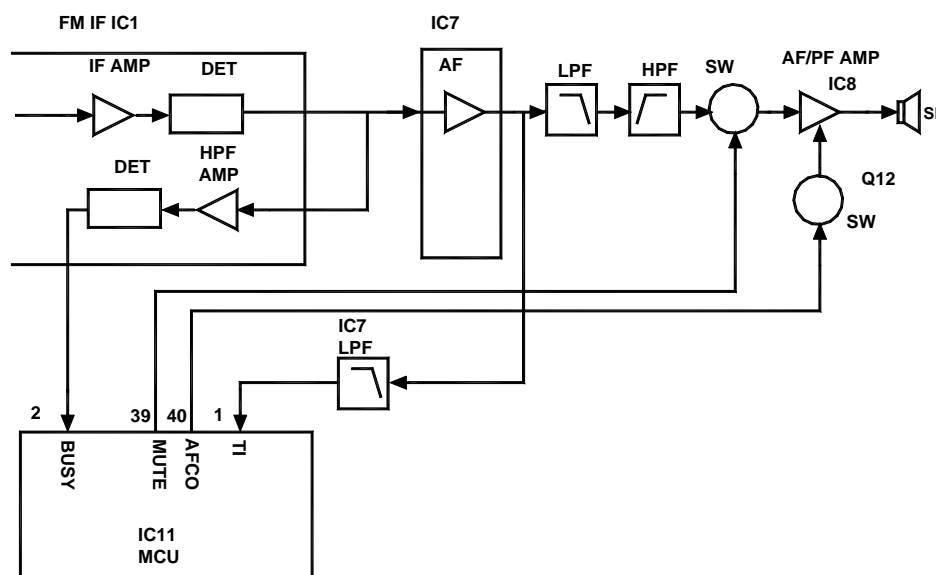 FM IF IC1
IC7
IF AMP
DET
AF
LPF
HPF
SW
AF/PF AMP
IC8
DET
HPF
AMP
Q12
SW
IC7
LPF
2
39
40
1
BUSY
MUTE
AFCO
TI
IC11
MCU